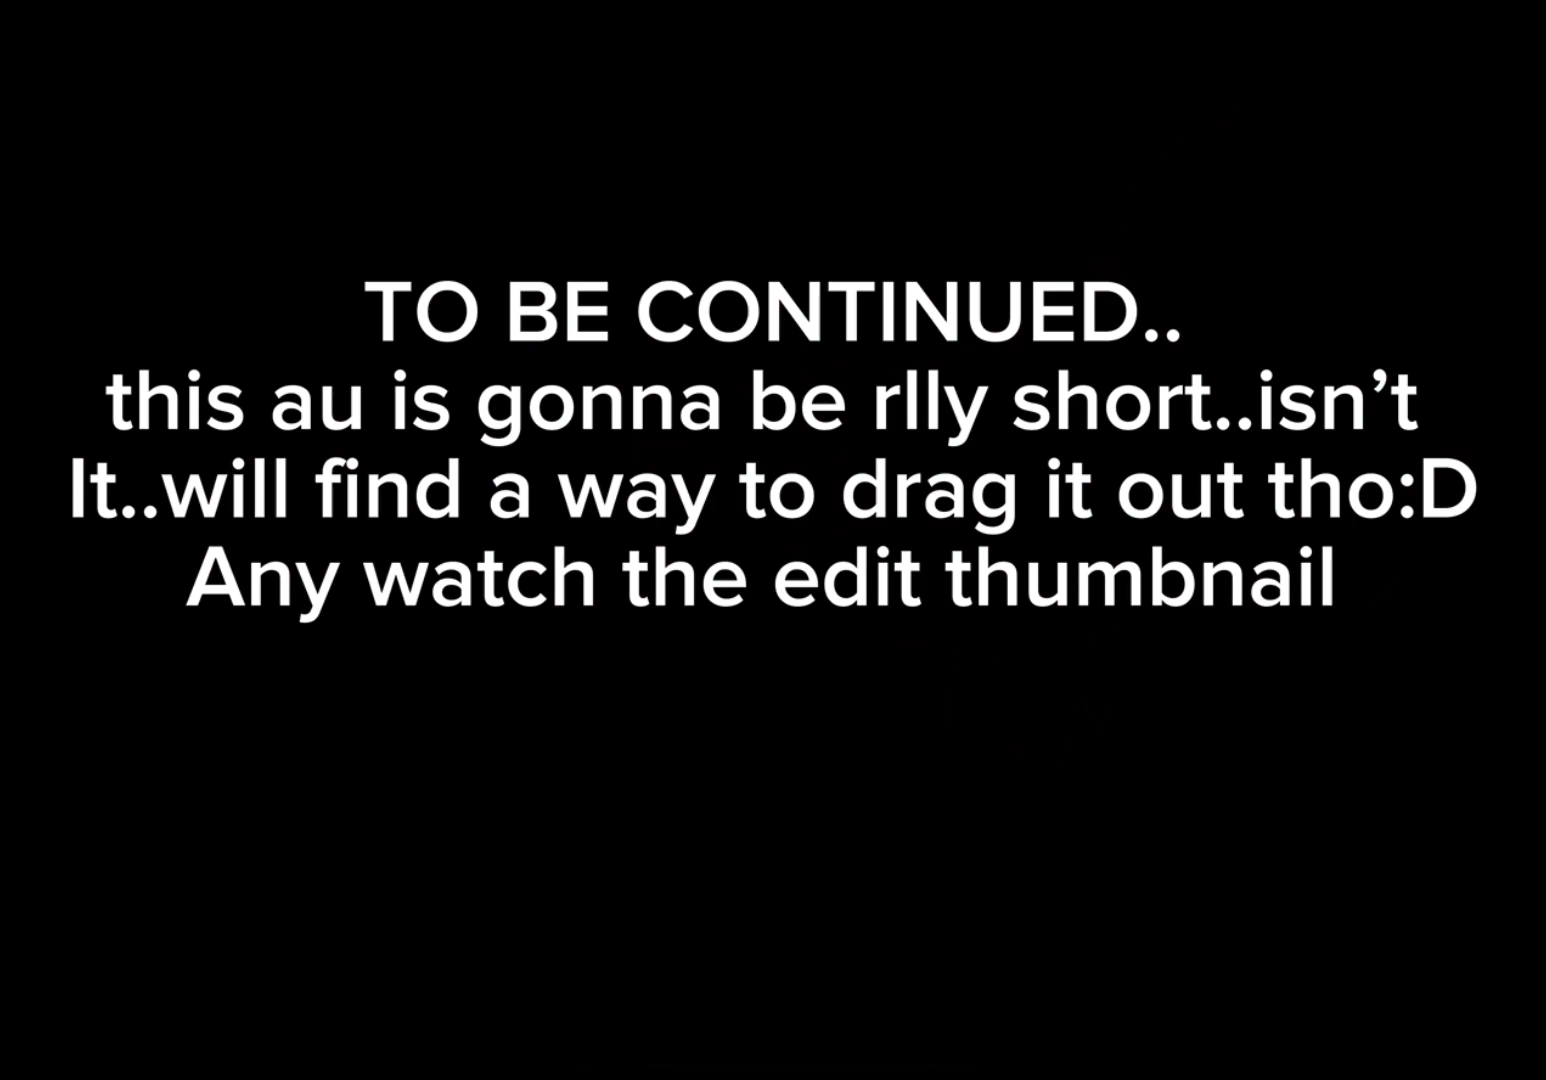 TO BE CONTINUED..
this au is gonna be rlly short..isn’t
It..will find a way to drag it out tho:D
Any watch the edit thumbnail